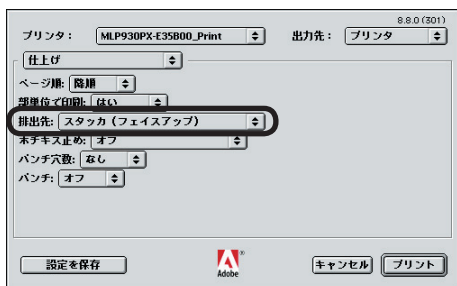 8.8.0 (301)
プリンタ： MLP930PX-E35B00_Print 出力先： プリンタ
仕上げ
ページ順: 降順
部単位で印刷: はい
排出先: スタッカ（フェイスアップ）
ホチキス止め: オフ
パンチ穴数: なし
パンチ: オフ
設定を保存 Adobe キャンセル プリント